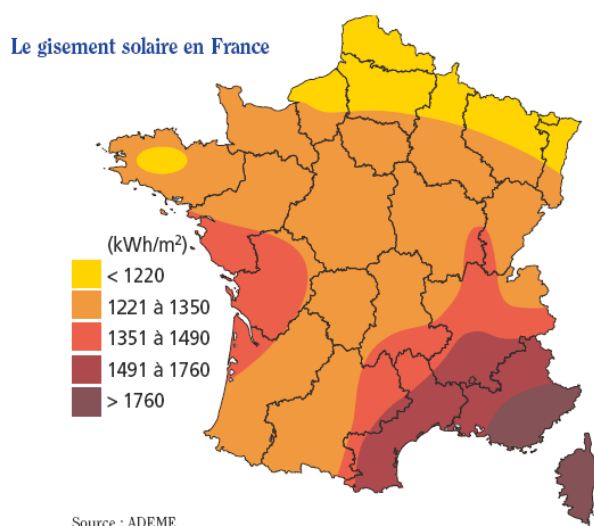 Le gisement solaire en France
(kWh/m²)
< 1220
1221 à 1350
1351 à 1490
1491 à 1760
> 1760
Source : ADEME